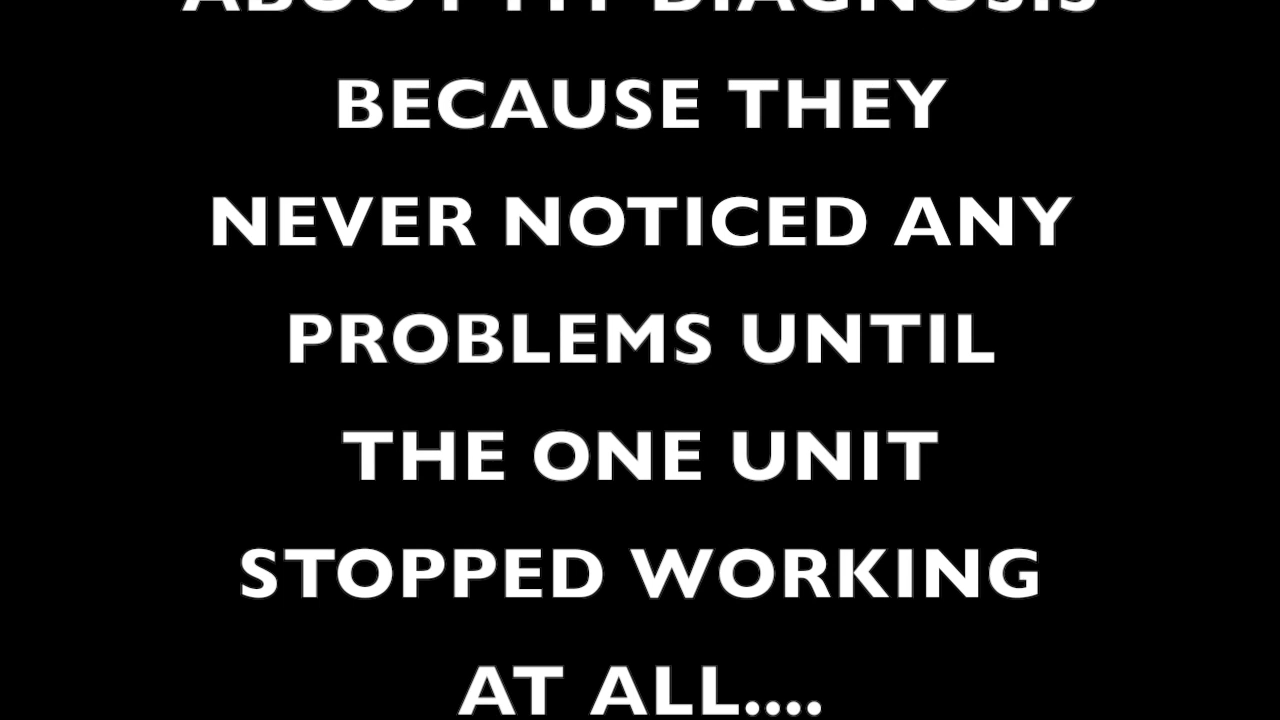 ABOUT MY DIAGNOSIS
BECAUSE THEY
NEVER NOTICED ANY
PROBLEMS UNTIL
THE ONE UNIT
STOPPED WORKING
AT ALL....